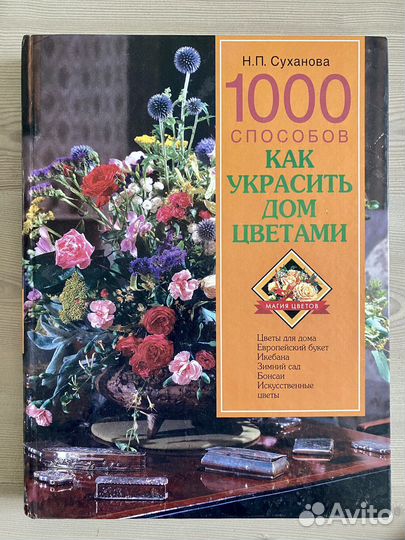 Н.П. Суханова
1000
СПОСОБОВ
КАК
УКРАСИТЬ
ДОМ
ЦВЕТАМИ
МАГИЯ ЦВЕТОВ
Цветы для дома
Европейский букет
Икебана
Зимний сад
Бонсаи
Искусственные
цветы
Avito